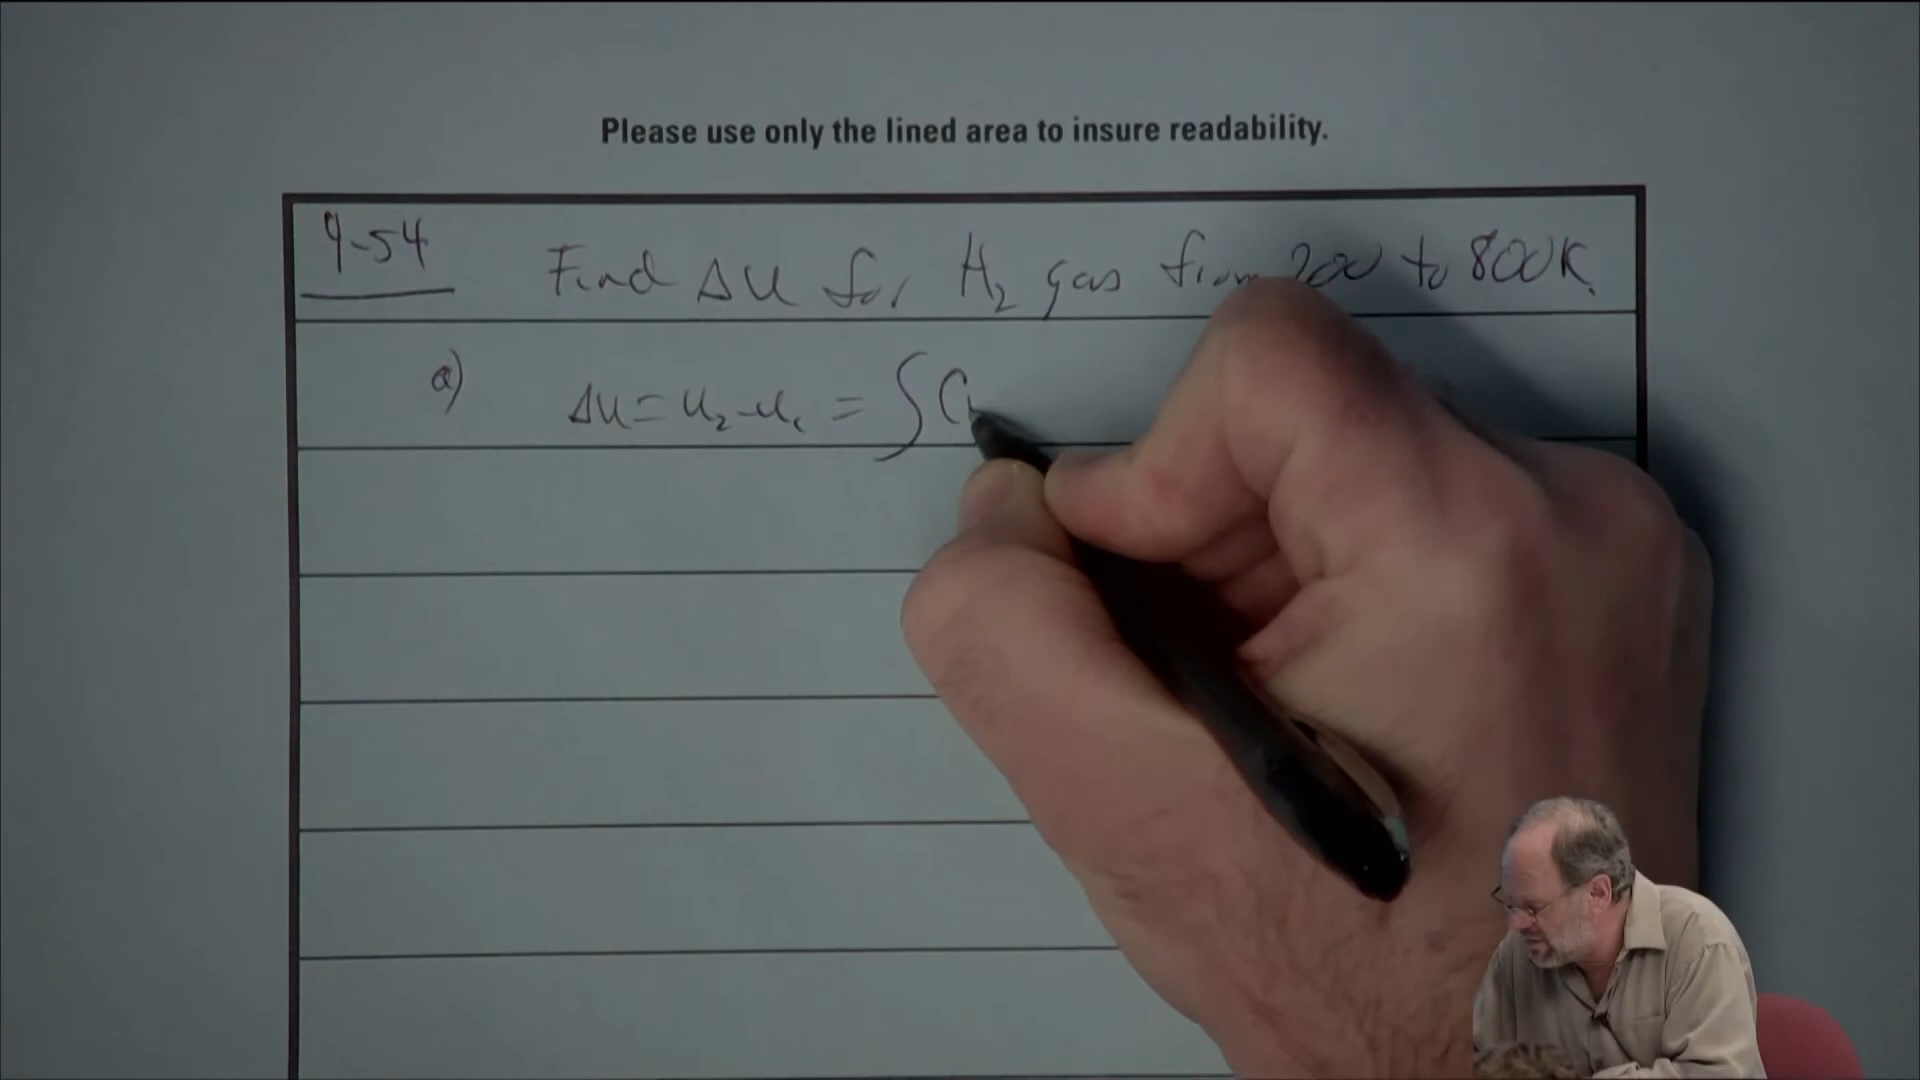 Please use only the lined area to insure readability.
4-54 Find ΔU for H₂ gas from 200 to 800K.
a) Δu = u₂-u₁ = ∫ C